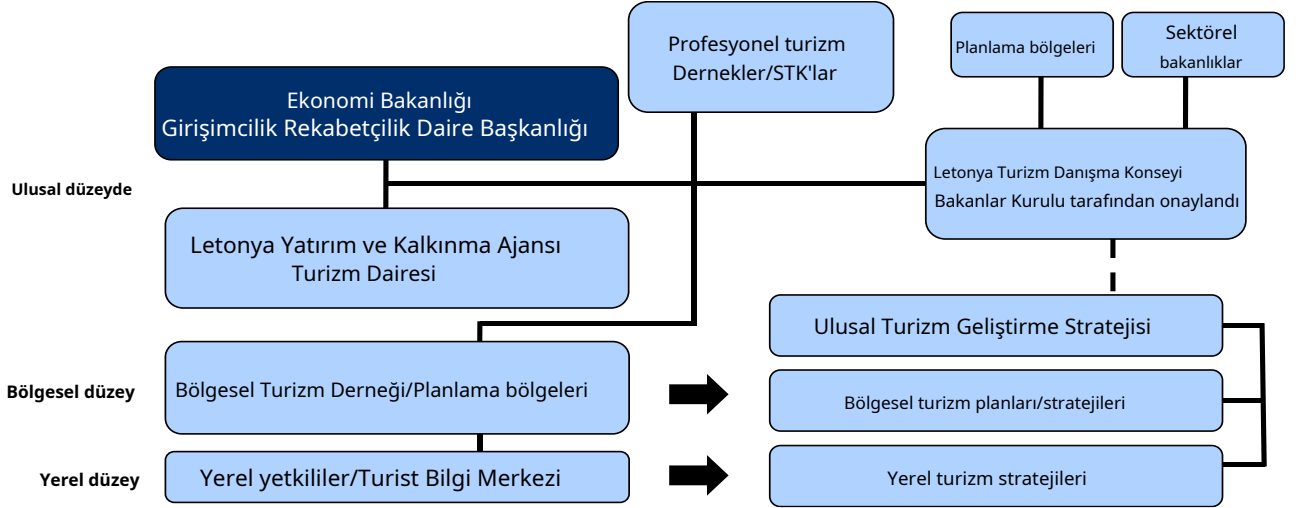 Profesyonel turizm
Dernekler/STK'lar
Planlama bölgeleri
Sektörel
bakanlıklar
Ekonomi Bakanlığı
Girişimcilik Rekabetçilik Daire Başkanlığı
Ulusal düzeyde
Letonya Turizm Danışma Konseyi
Bakanlar Kurulu tarafından onaylandı
Letonya Yatırım ve Kalkınma Ajansı
Turizm Dairesi
Ulusal Turizm Geliştirme Stratejisi
Bölgesel düzey
Bölgesel Turizm Derneği/Planlama bölgeleri
Bölgesel turizm planları/stratejileri
Yerel düzey
Yerel yetkililer/Turist Bilgi Merkezi
Yerel turizm stratejileri